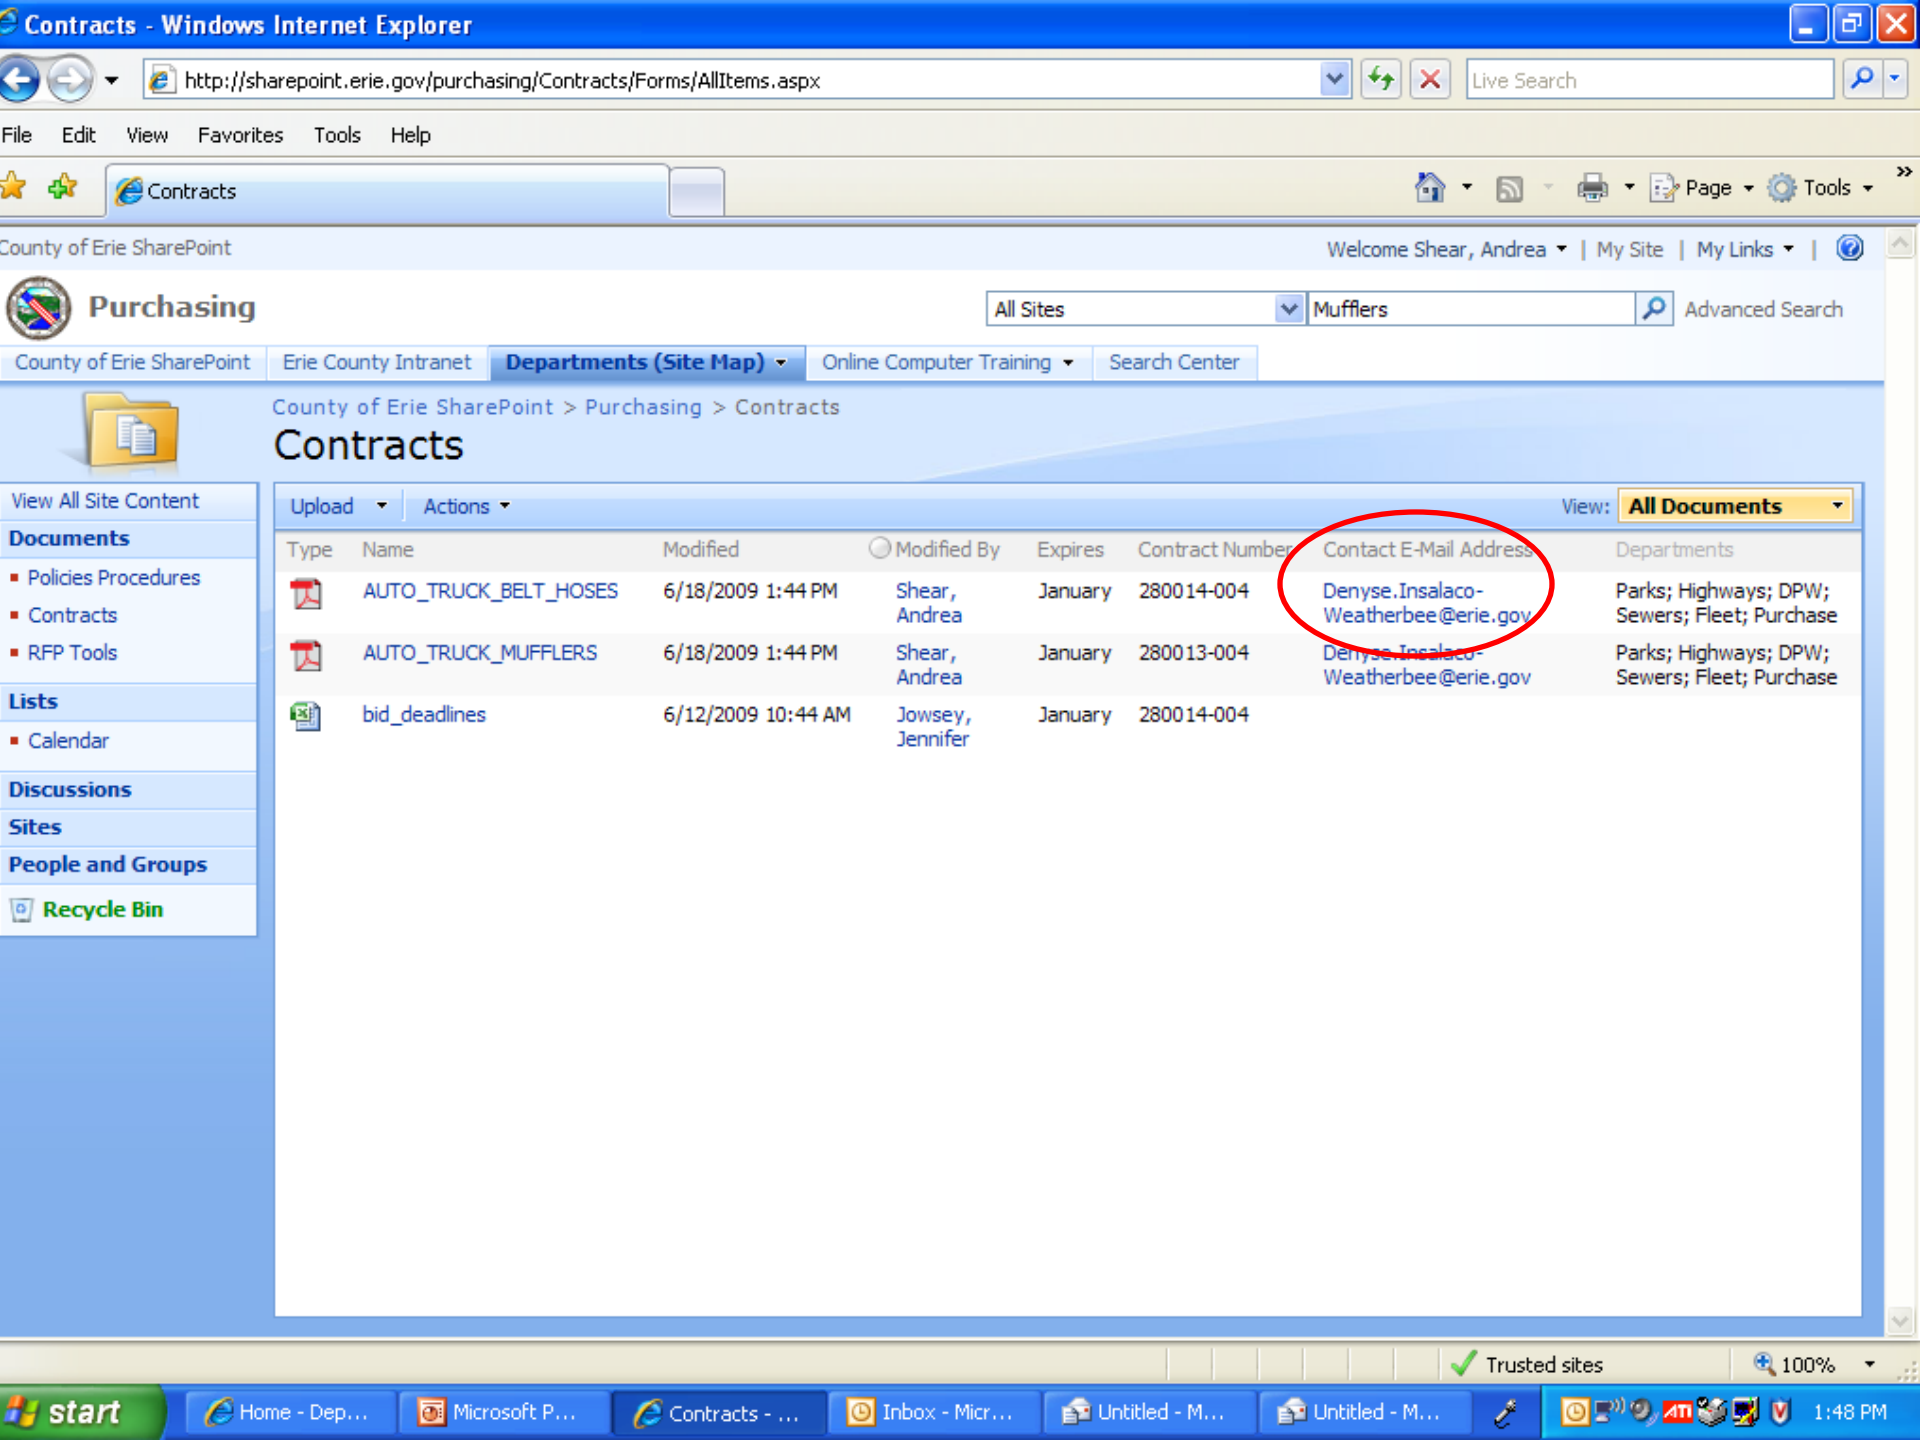 Contracts - Windows Internet Explorer
http://sharepoint.erie.gov/purchasing/Contracts/Forms/AllItems.aspx
Live Search
File Edit View Favorites Tools Help
Contracts
Page Tools »
County of Erie SharePoint
Welcome Shear, Andrea | My Site | My Links |
Purchasing
All Sites
Mufflers
Advanced Search
County of Erie SharePoint Erie County Intranet Departments (Site Map) Online Computer Training Search Center
County of Erie SharePoint > Purchasing > Contracts
Contracts
View All Site Content
Documents
Policies Procedures
Contracts
RFP Tools
Lists
Calendar
Discussions
Sites
People and Groups
Recycle Bin
Upload Actions View: All Documents
Type Name Modified Modified By Expires Contract Number Contact E-Mail Address Departments
AUTO_TRUCK_BELT_HOSES 6/18/2009 1:44 PM Shear, January 280014-004 Denyse.Insalaco- Parks; Highways; DPW;
Andrea Weatherbee@erie.gov Sewers; Fleet; Purchase
AUTO_TRUCK_MUFFLERS 6/18/2009 1:44 PM Shear, January 280013-004 Denyse.Insalaco- Parks; Highways; DPW;
Andrea Weatherbee@erie.gov Sewers; Fleet; Purchase
bid_deadlines 6/12/2009 10:44 AM Jowsey, January 280014-004
Jennifer
Trusted sites 100%
start Home - Dep... Microsoft P... Contracts - ... Inbox - Micr... Untitled - M... Untitled - M... ATI 1:48 PM